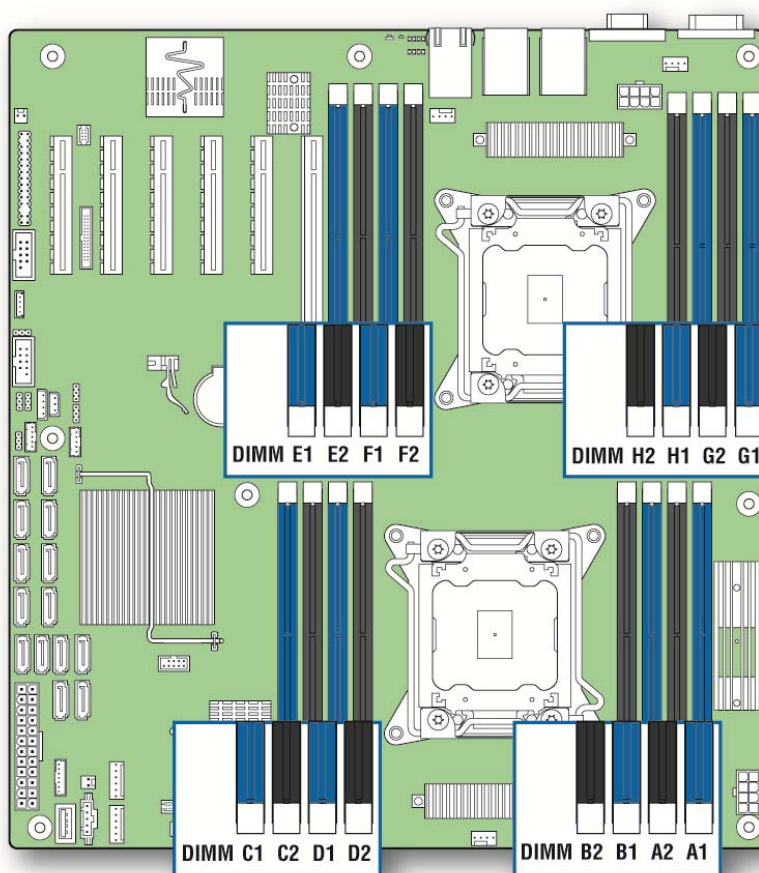 DIMM E1 E2 F1 F2
DIMM H2 H1 G2 G1
DIMM C1 C2 D1 D2
DIMM B2 B1 A2 A1